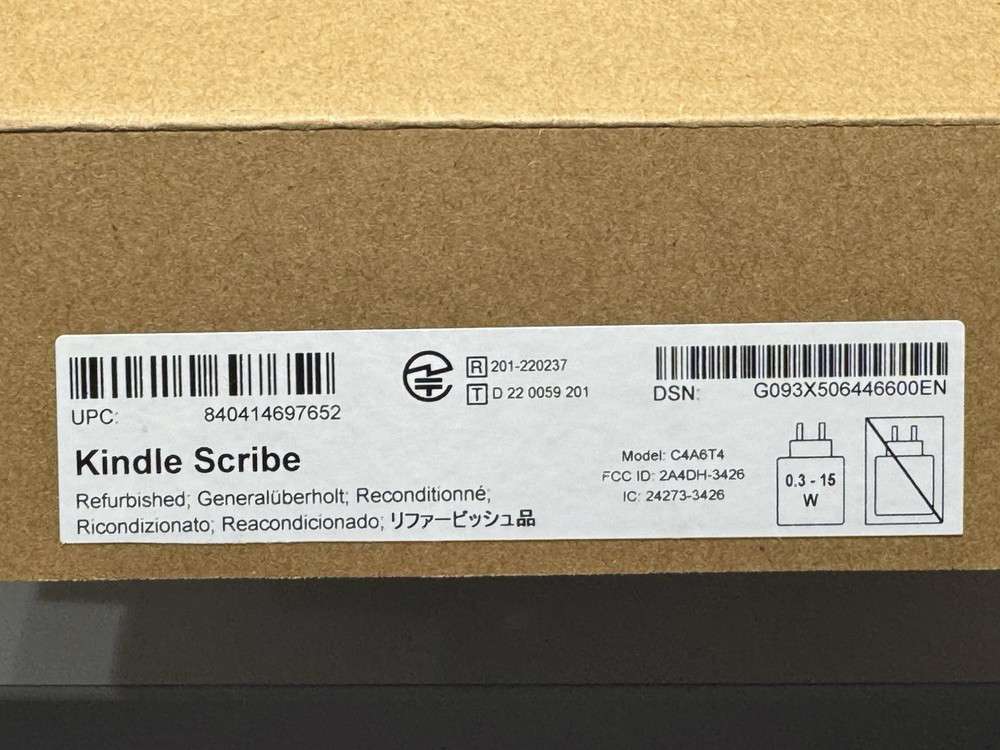 UPC: 840414697652
R 201-220237
T D 22 0059 201
DSN: G093X506446600EN
Kindle Scribe
Refurbished; Generalüberholt; Reconditionné;
Ricondizionato; Reacondicionado; リファービッシュ品
Model: C4A6T4
FCC ID: 2A4DH-3426
IC: 24273-3426
0.3 - 15
W